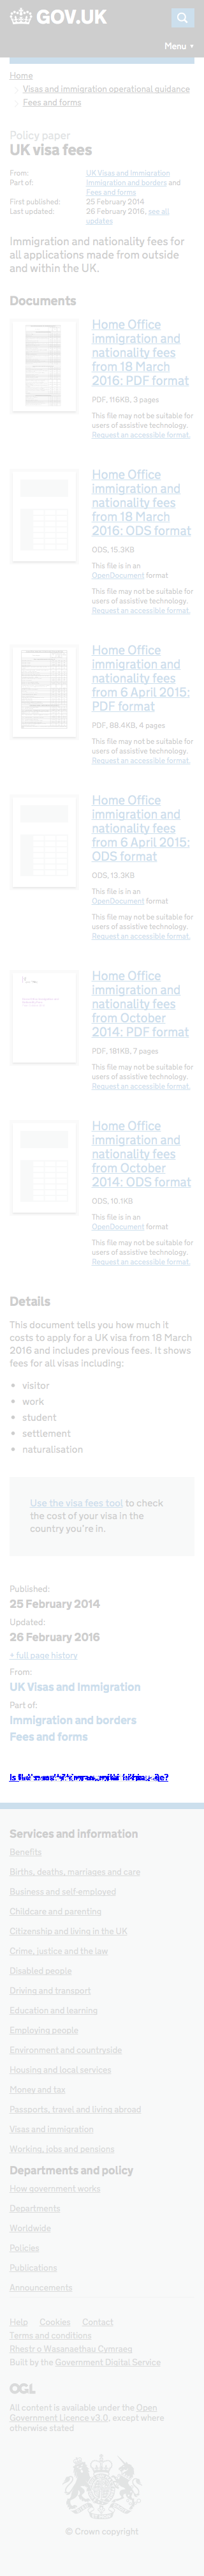 GOV.UK
Menu ▼
Home
Visas and immigration operational guidance
Fees and forms
Policy paper
UK visa fees
From: UK Visas and Immigration
Part of: Immigration and borders and
Fees and forms
First published: 25 February 2014
Last updated: 26 February 2016, see all
updates
Immigration and nationality fees for
all applications made from outside
and within the UK.
Documents
Home Office
immigration and
nationality fees
from 18 March
2016: PDF format
PDF, 116KB, 3 pages
This file may not be suitable for
users of assistive technology.
Request an accessible format.
Home Office
immigration and
nationality fees
from 18 March
2016: ODS format
ODS, 15.3KB
This file is in an
OpenDocument format
This file may not be suitable for
users of assistive technology.
Request an accessible format.
Home Office
immigration and
nationality fees
from 6 April 2015:
PDF format
PDF, 88.4KB, 4 pages
This file may not be suitable for
users of assistive technology.
Request an accessible format.
Home Office
immigration and
nationality fees
from 6 April 2015:
ODS format
ODS, 13.3KB
This file is in an
OpenDocument format
This file may not be suitable for
users of assistive technology.
Request an accessible format.
Home Office
immigration and
nationality fees
from October
2014: PDF format
PDF, 181KB, 7 pages
This file may not be suitable for
users of assistive technology.
Request an accessible format.
Home Office
immigration and
nationality fees
from October
2014: ODS format
ODS, 10.1KB
This file is in an
OpenDocument format
This file may not be suitable for
users of assistive technology.
Request an accessible format.
Details
This document tells you how much it
costs to apply for a UK visa from 18 March
2016 and includes previous fees. It shows
fees for all visas including:
• visitor
• work
• student
• settlement
• naturalisation
Use the visa fees tool to check
the cost of your visa in the
country you're in.
Published:
25 February 2014
Updated:
26 February 2016
+ full page history
From:
UK Visas and Immigration
Part of:
Immigration and borders
Fees and forms
Is
Services and information
Benefits
Births, deaths, marriages and care
Business and self-employed
Childcare and parenting
Citizenship and living in the UK
Crime, justice and the law
Disabled people
Driving and transport
Education and learning
Employing people
Environment and countryside
Housing and local services
Money and tax
Passports, travel and living abroad
Visas and immigration
Working, jobs and pensions
Departments and policy
How government works
Departments
Worldwide
Policies
Publications
Announcements
Help Cookies Contact
Terms and conditions
Rhestr o Wasanaethau Cymraeg
Built by the Government Digital Service
OGL
All content is available under the Open
Government Licence v3.0, except where
otherwise stated
© Crown copyright